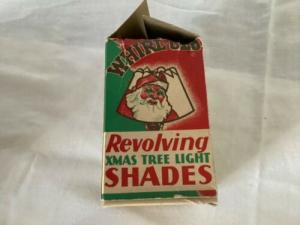 WHIRL-GLO
Revolving
XMAS TREE LIGHT
SHADES